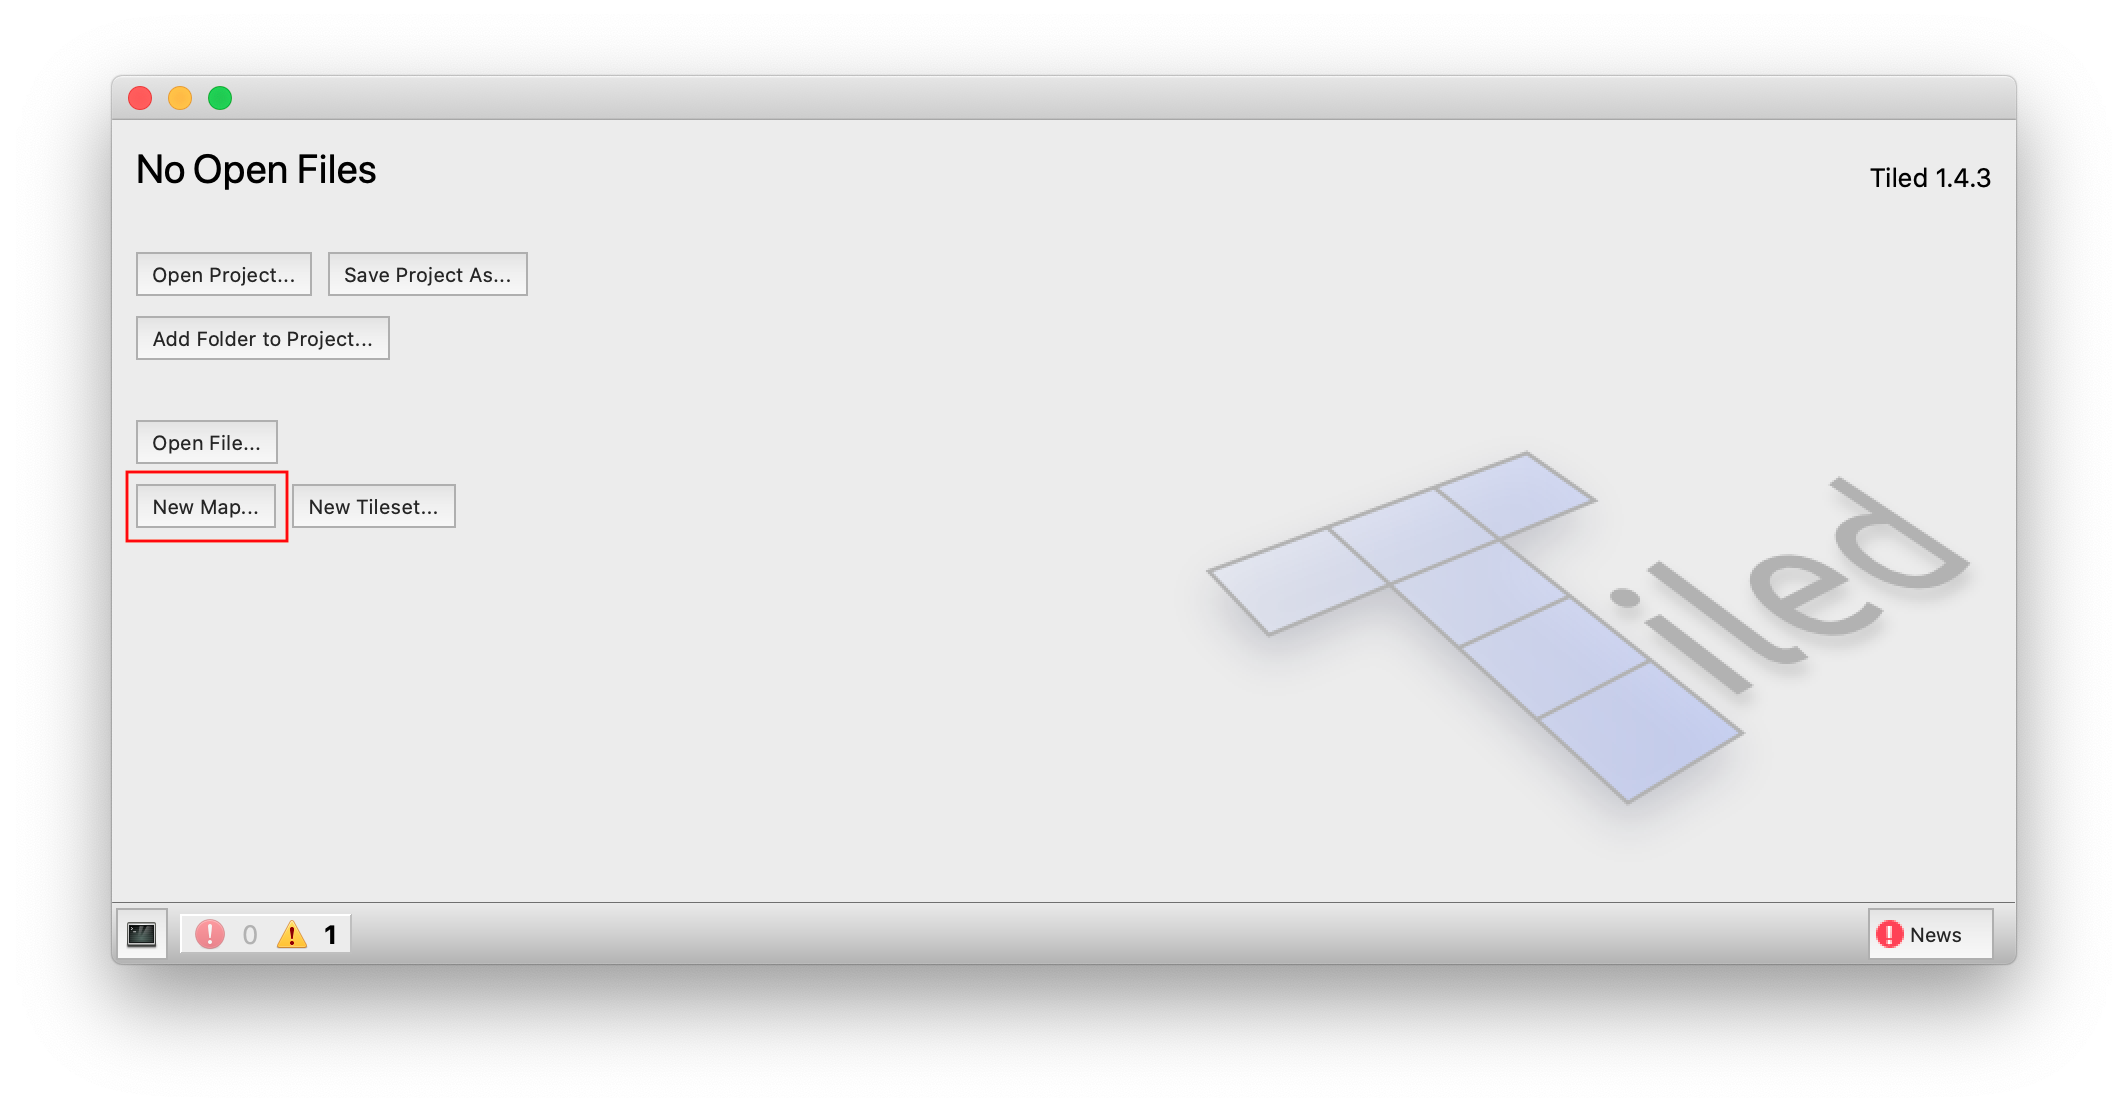 No Open Files
Tiled 1.4.3
Open Project... Save Project As...
Add Folder to Project...
Open File...
New Map... New Tileset...
Tiled
0 1
News